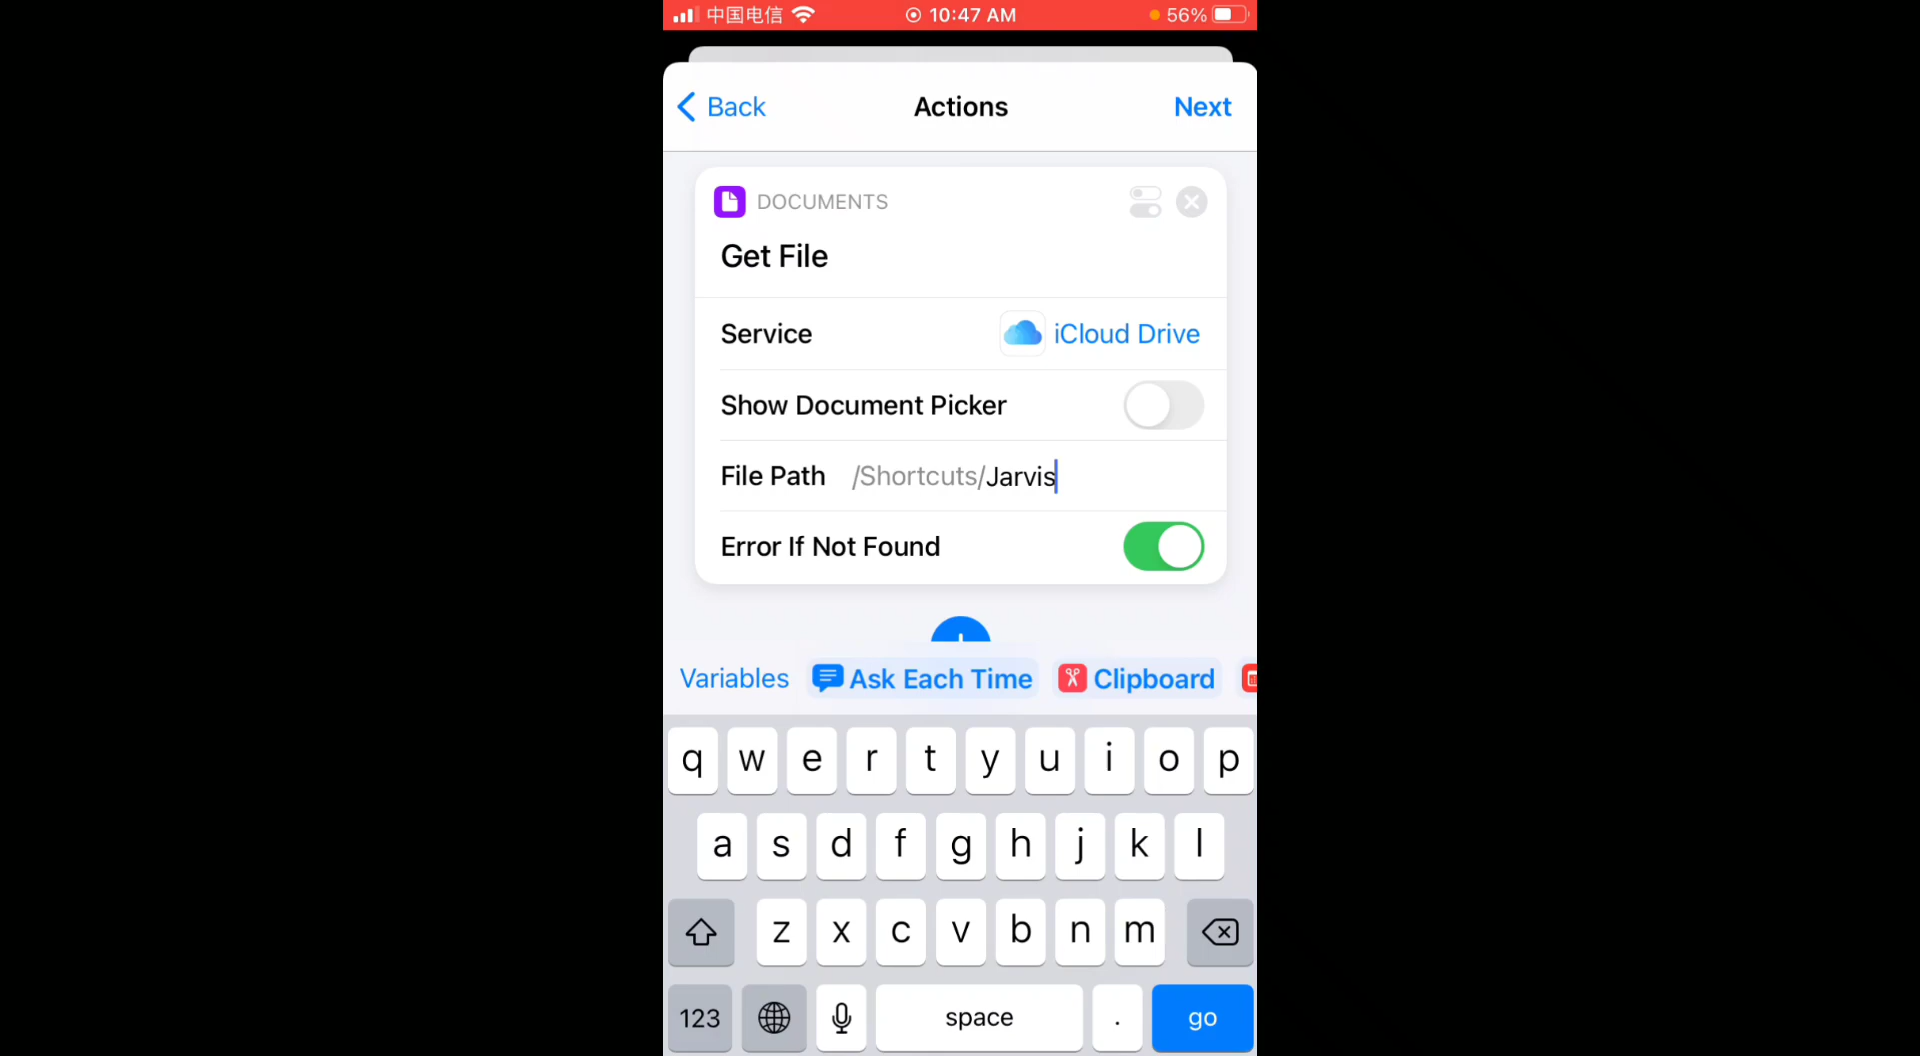 中国电信 10:47 AM 56%
Back Actions Next
DOCUMENTS
Get File
Service iCloud Drive
Show Document Picker
File Path /Shortcuts/Jarvis
Error If Not Found
Variables Ask Each Time Clipboard
q w e r t y u i o p
a s d f g h j k l
z x c v b n m
123 space . go